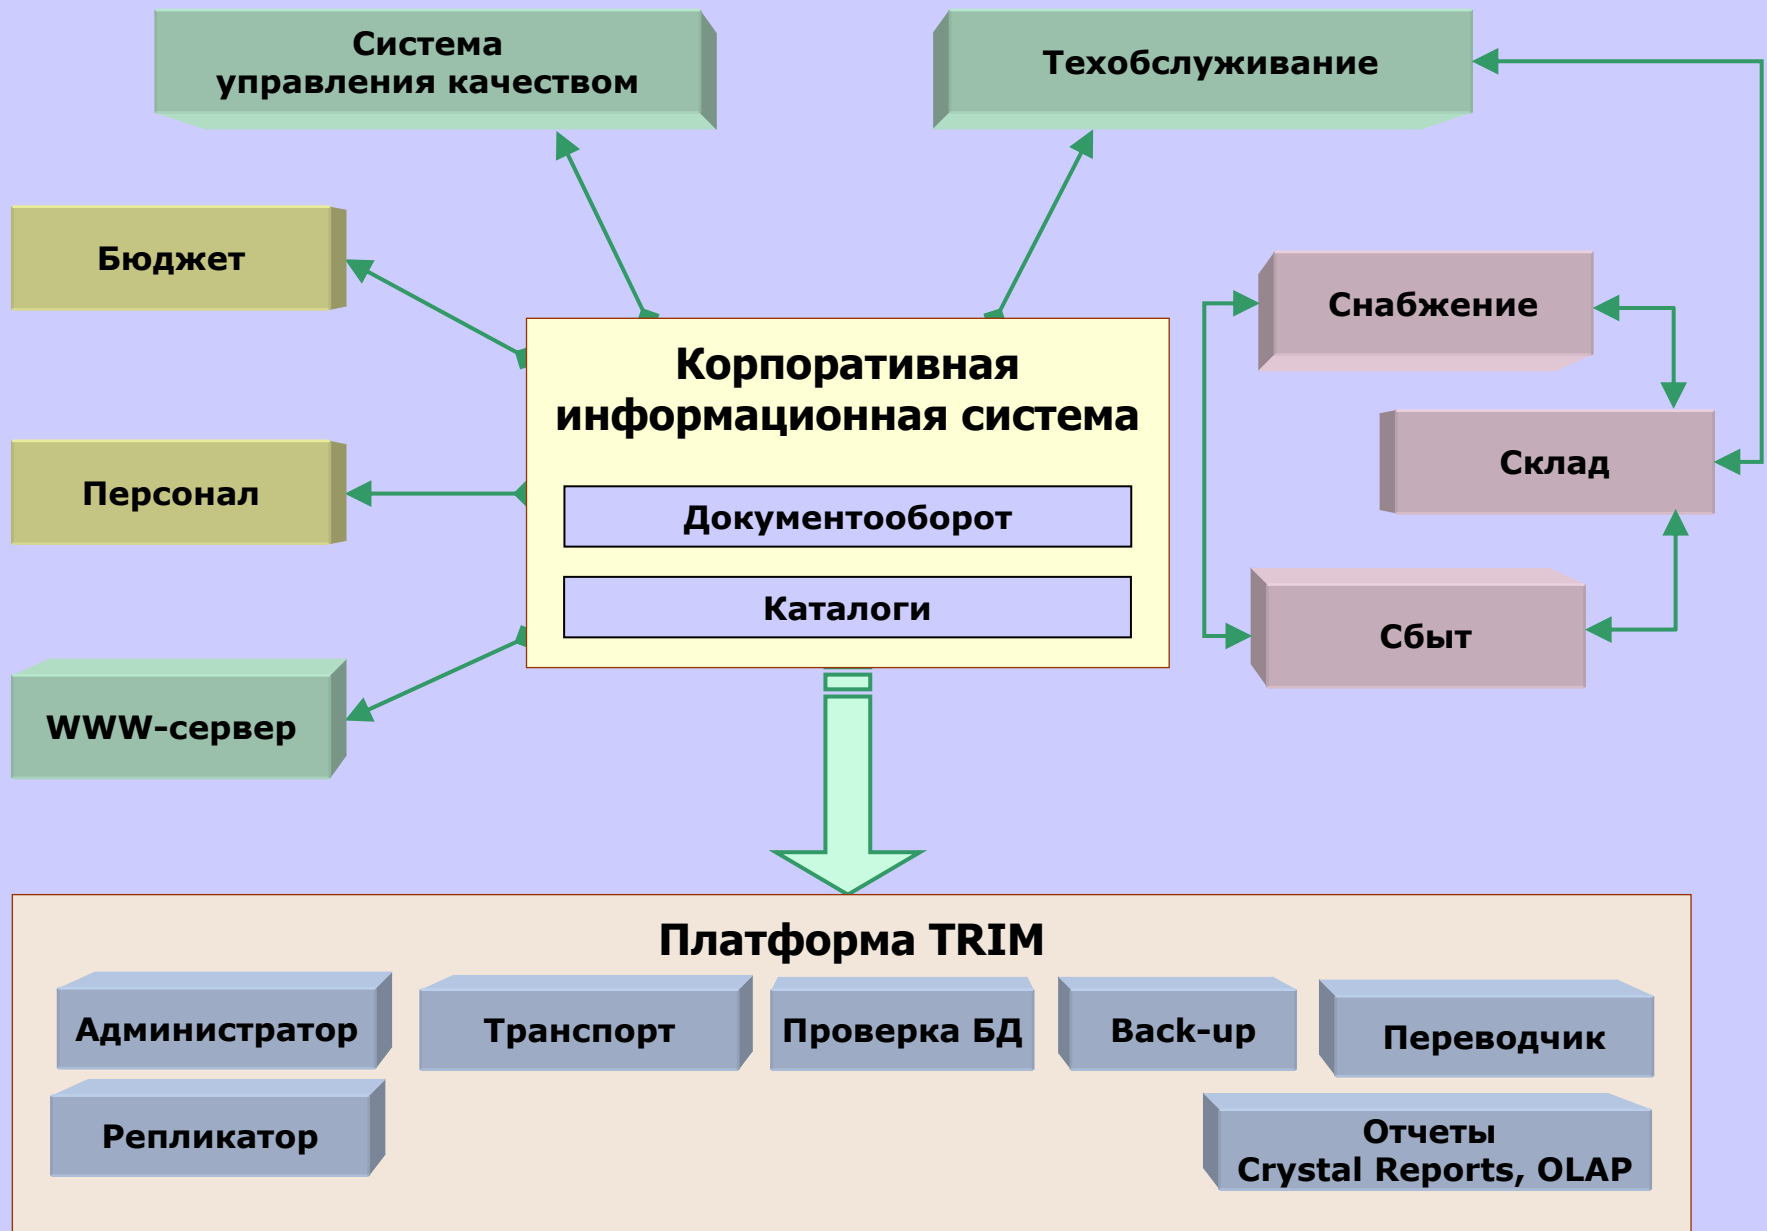 Система
управления качеством
Техобслуживание
Бюджет
Снабжение
Корпоративная
информационная система
Склад
Персонал
Документооборот
Каталоги
Сбыт
WWW-сервер
Платформа TRIM
Администратор
Транспорт
Проверка БД
Back-up
Переводчик
Репликатор
Отчеты
Crystal Reports, OLAP